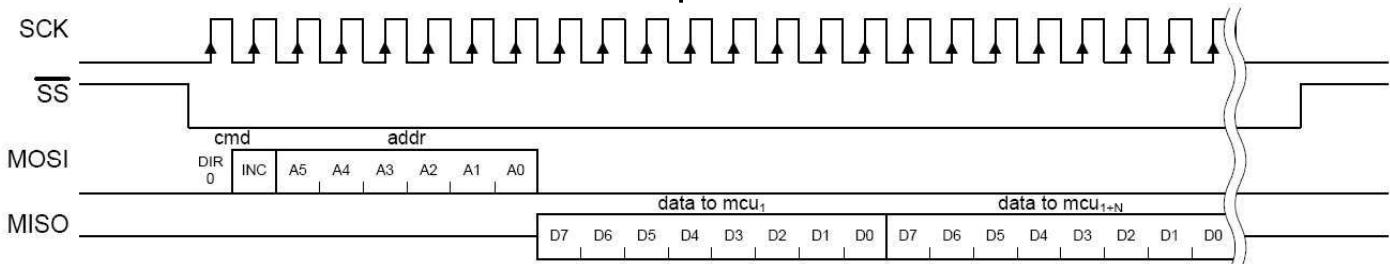 SCK
SS
cmd addr
MOSI DIR 0 INC A5 A4 A3 A2 A1 A0
data to mcu₁ data to mcu₁₊N
MISO D7 D6 D5 D4 D3 D2 D1 D0 D7 D6 D5 D4 D3 D2 D1 D0